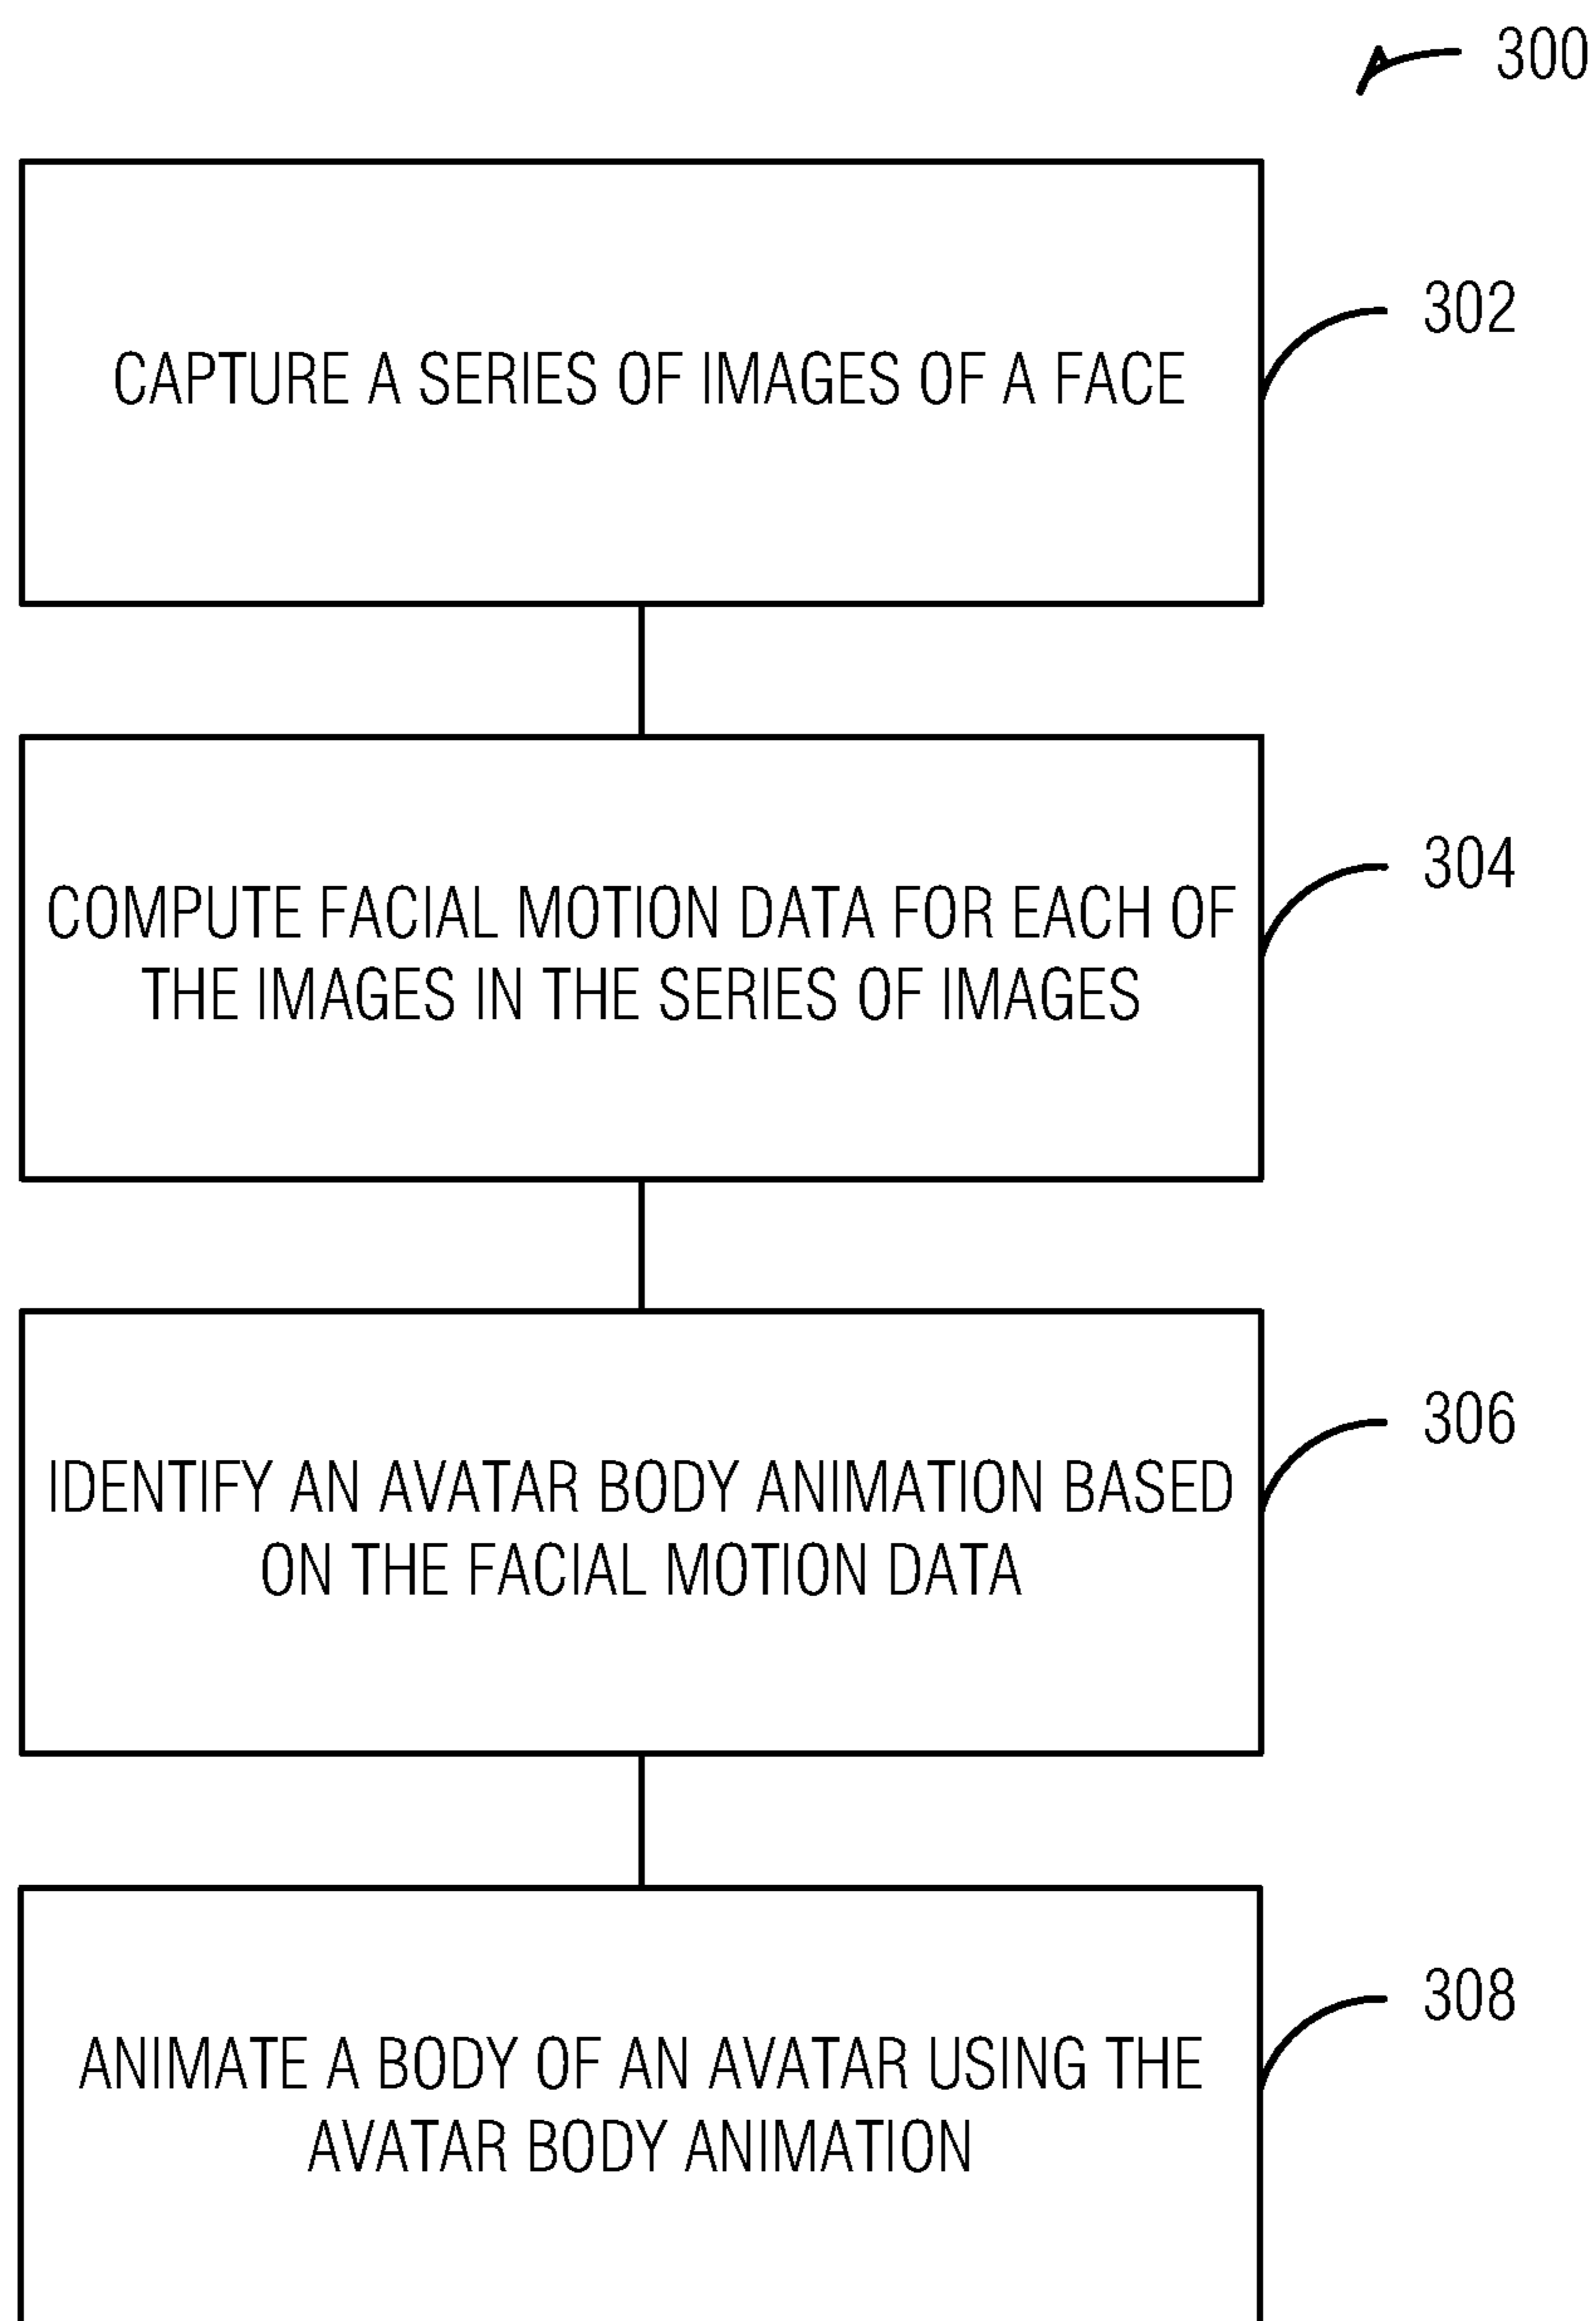 300
302
CAPTURE A SERIES OF IMAGES OF A FACE
304
COMPUTE FACIAL MOTION DATA FOR EACH OF
THE IMAGES IN THE SERIES OF IMAGES
306
IDENTIFY AN AVATAR BODY ANIMATION BASED
ON THE FACIAL MOTION DATA
308
ANIMATE A BODY OF AN AVATAR USING THE
AVATAR BODY ANIMATION